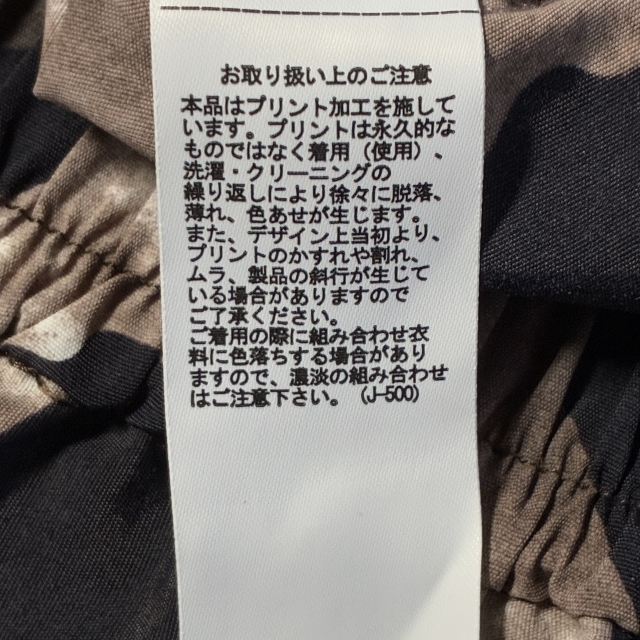 お取り扱い上のご注意
本品はプリント加工を施して
います。プリントは永久的な
ものではなく着用（使用）、
洗濯・クリーニングの
繰り返しにより徐々に脱落、
薄れ、色あせが生じます。
また、デザイン上当初より、
プリントのかすれや割れ、
ムラ、製品の斜行が生じて
いる場合がありますので
ご了承ください。
ご着用の際に組み合わせ衣
料に色落ちする場合があり
ますので、濃淡の組み合わせ
はご注意下さい。（J-500）